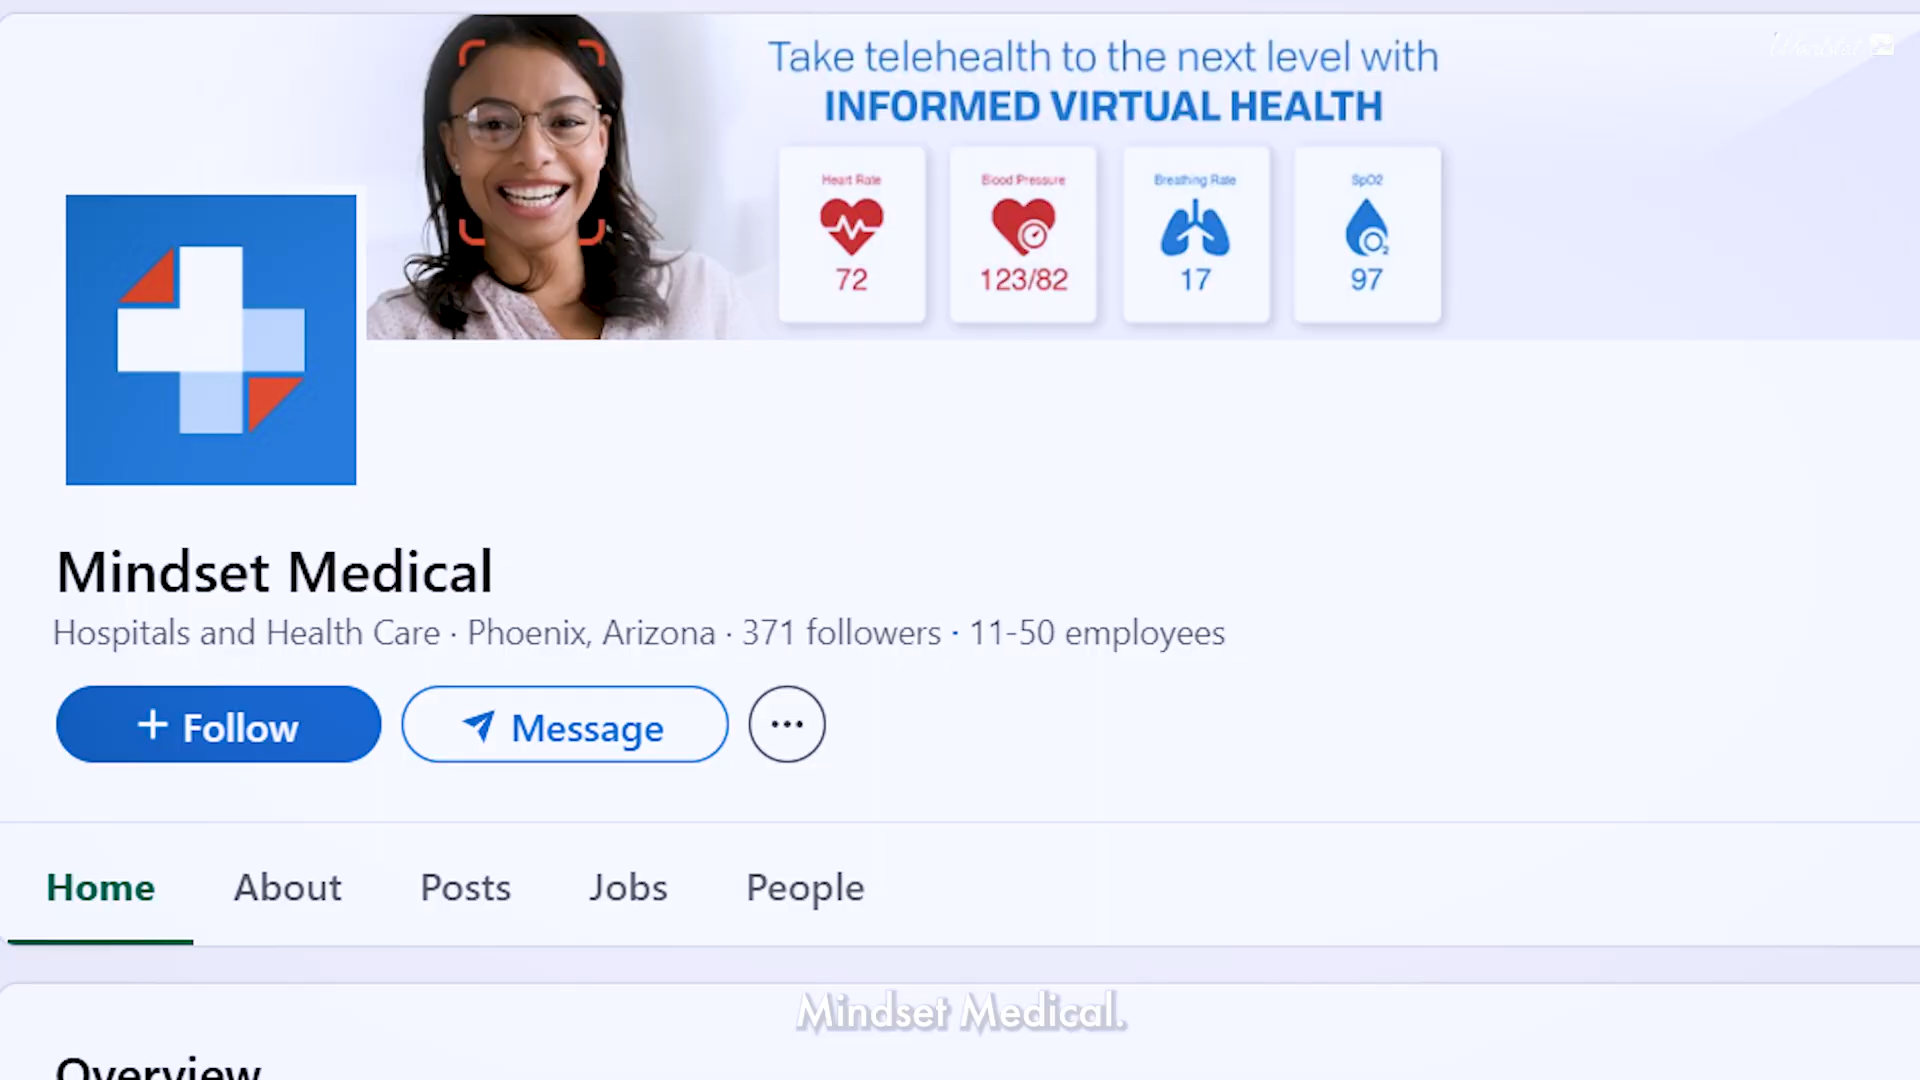 Take telehealth to the next level with
INFORMED VIRTUAL HEALTH
Heart Rate
72
Blood Pressure
123/82
Breathing Rate
17
SpO2
O2
97
Mindset Medical
Hospitals and Health Care · Phoenix, Arizona · 371 followers · 11-50 employees
+ Follow
Message
Home
About
Posts
Jobs
People
Mindset Medical.
Overview